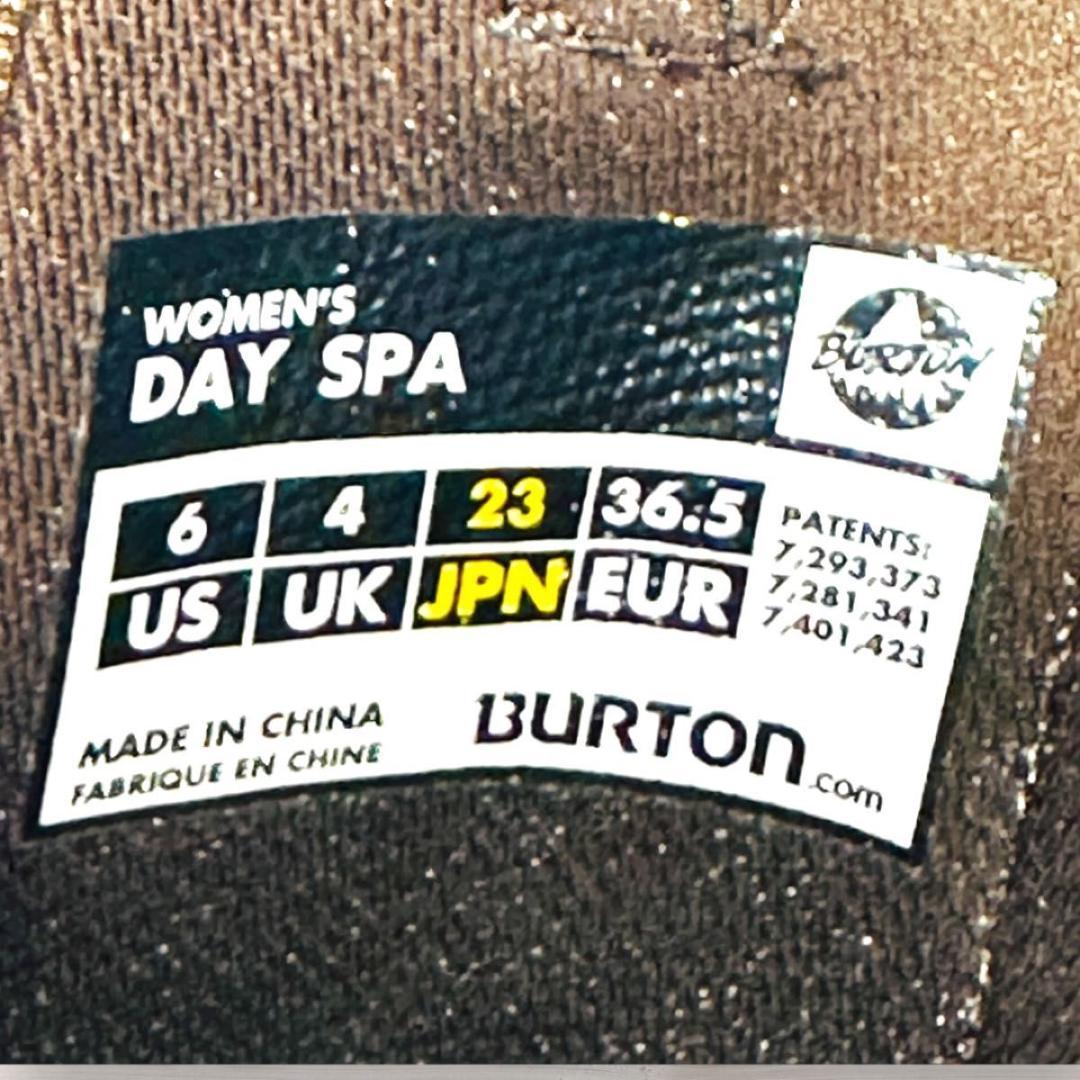 WOMEN'S
DAY SPA
BURTON
6 4 23 36.5
US UK JPN EUR
PATENTS:
7,293,373
7,281,341
7,401,423
MADE IN CHINA
FABRIQUE EN CHINE
BURTON.com